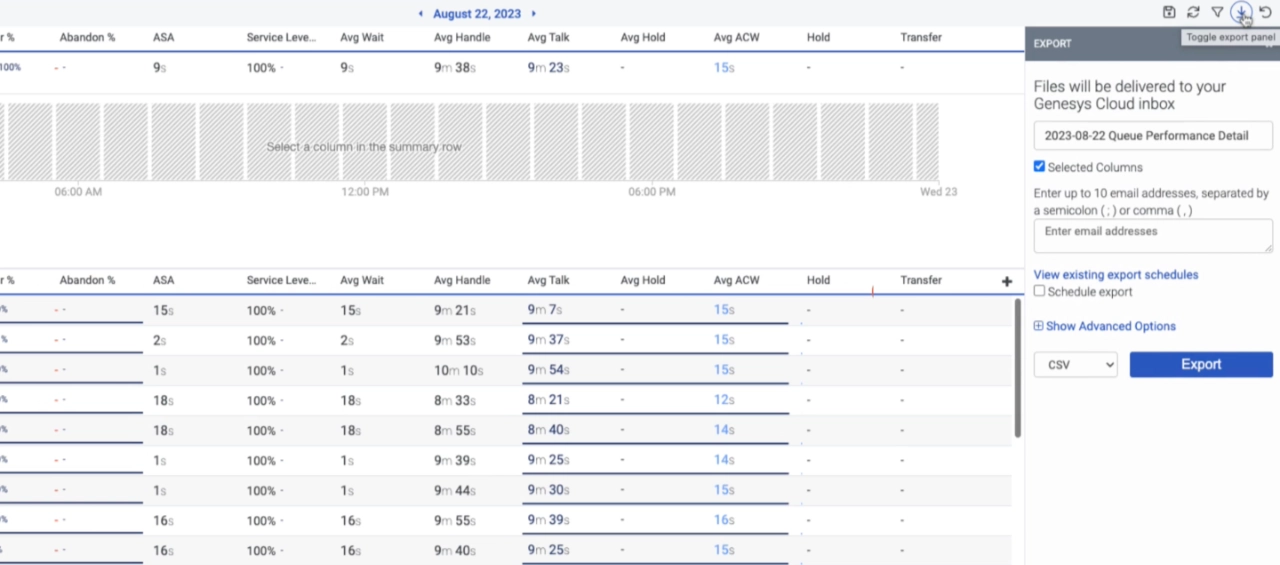 August 22, 2023
Toggle export panel
r % Abandon % ASA Service Leve... Avg Wait Avg Handle Avg Talk Avg Hold Avg ACW Hold Transfer
100% - - 9s 100% - 9s 9m 38s 9m 23s - 15s - -
Select a column in the summary row
06:00 AM 12:00 PM 06:00 PM Wed 23
r % Abandon % ASA Service Leve... Avg Wait Avg Handle Avg Talk Avg Hold Avg ACW Hold Transfer
% - - 15s 100% - 15s 9m 21s 9m 7s - 15s - -
% - - 2s 100% - 2s 9m 53s 9m 37s - 15s - -
% - - 1s 100% - 1s 10m 10s 9m 54s - 15s - -
% - - 18s 100% - 18s 8m 33s 8m 21s - 12s - -
% - - 18s 100% - 18s 8m 55s 8m 40s - 14s - -
% - - 1s 100% - 1s 9m 39s 9m 25s - 14s - -
% - - 1s 100% - 1s 9m 44s 9m 30s - 15s - -
% - - 16s 100% - 16s 9m 55s 9m 39s - 16s - -
- - 16s 100% - 16s 9m 40s 9m 25s - 15s - -
EXPORT
Files will be delivered to your
Genesys Cloud inbox
2023-08-22 Queue Performance Detail
Selected Columns
Enter up to 10 email addresses, separated by
a semicolon ( ; ) or comma ( , )
Enter email addresses
View existing export schedules
Schedule export
Show Advanced Options
CSV Export